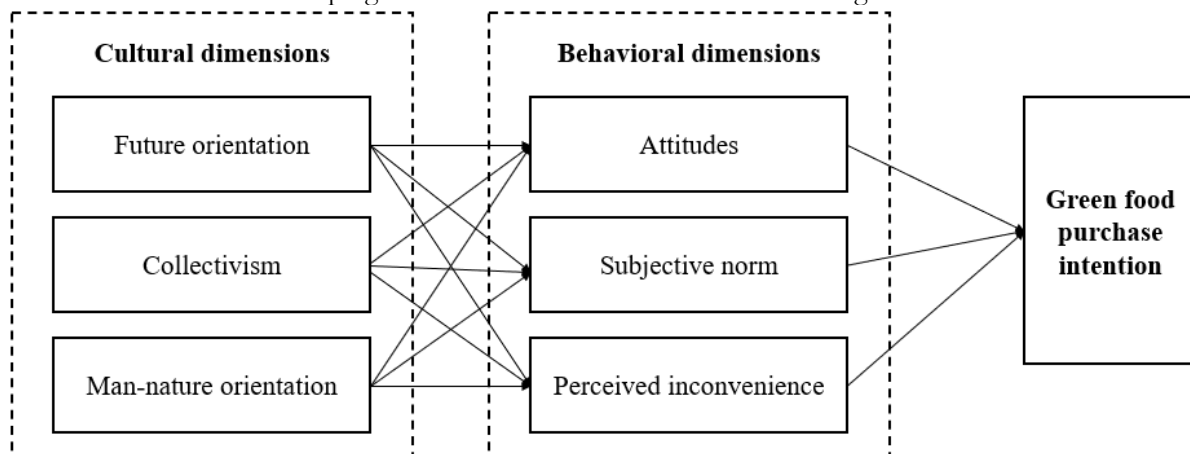 Cultural dimensions
Behavioral dimensions
Future orientation
Attitudes
Collectivism
Subjective norm
Man-nature orientation
Perceived inconvenience
Green food
purchase
intention